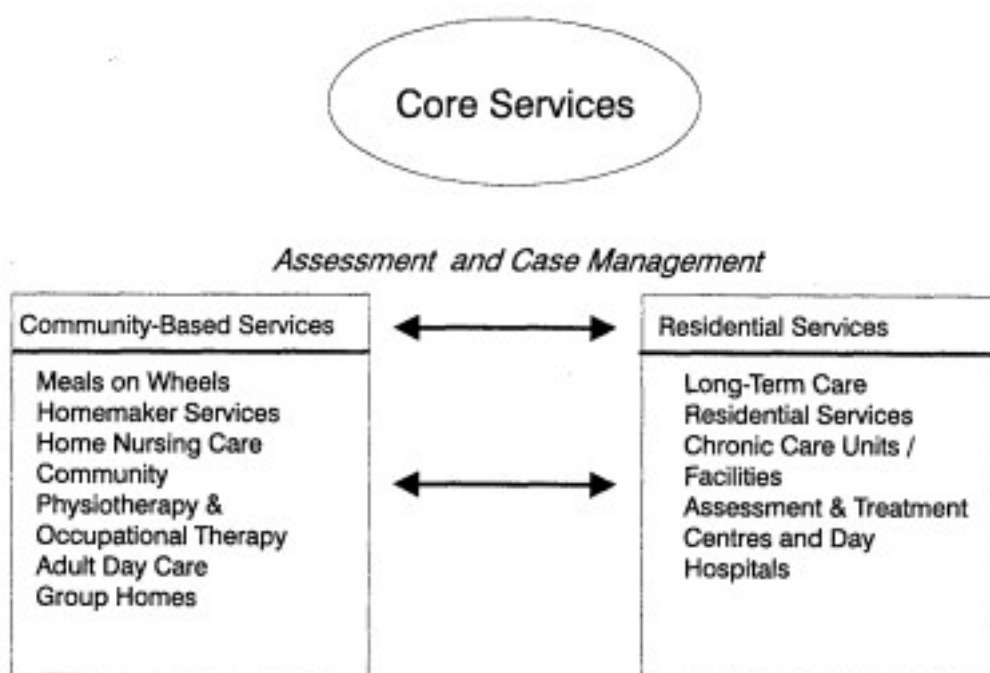 Core Services
Assessment and Case Management
Community-Based Services
Meals on Wheels
Homemaker Services
Home Nursing Care
Community
Physiotherapy &
Occupational Therapy
Adult Day Care
Group Homes
Residential Services
Long-Term Care
Residential Services
Chronic Care Units /
Facilities
Assessment & Treatment
Centres and Day
Hospitals